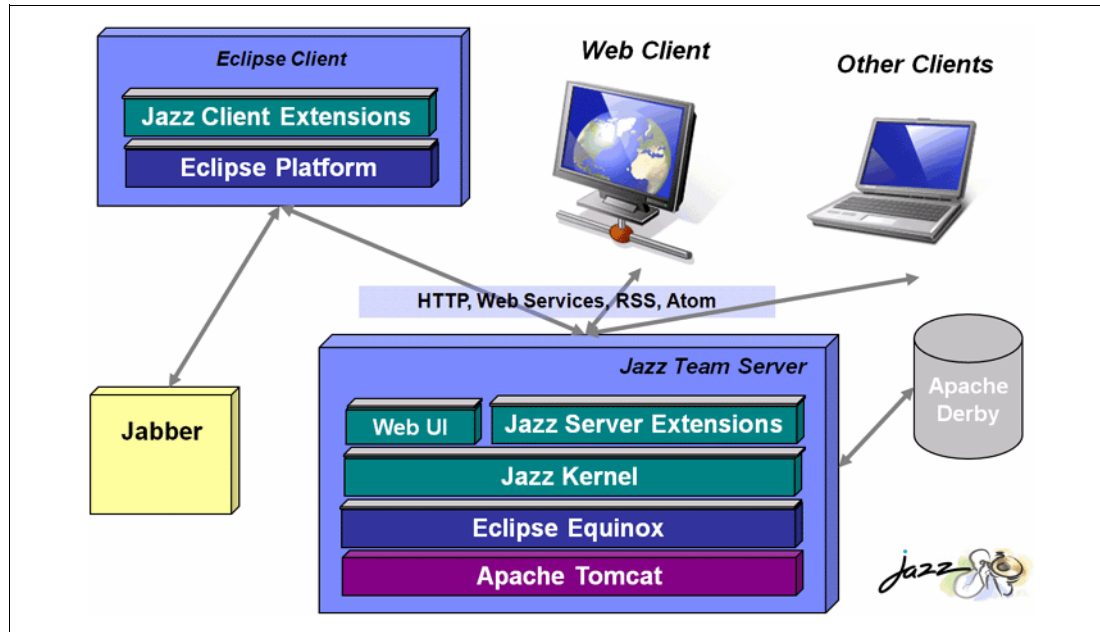 Eclipse Client
Web Client
Other Clients
Jazz Client Extensions
Eclipse Platform
HTTP, Web Services, RSS, Atom
Jazz Team Server
Jabber
Web UI
Jazz Server Extensions
Apache
Derby
Jazz Kernel
Eclipse Equinox
Apache Tomcat
jazz